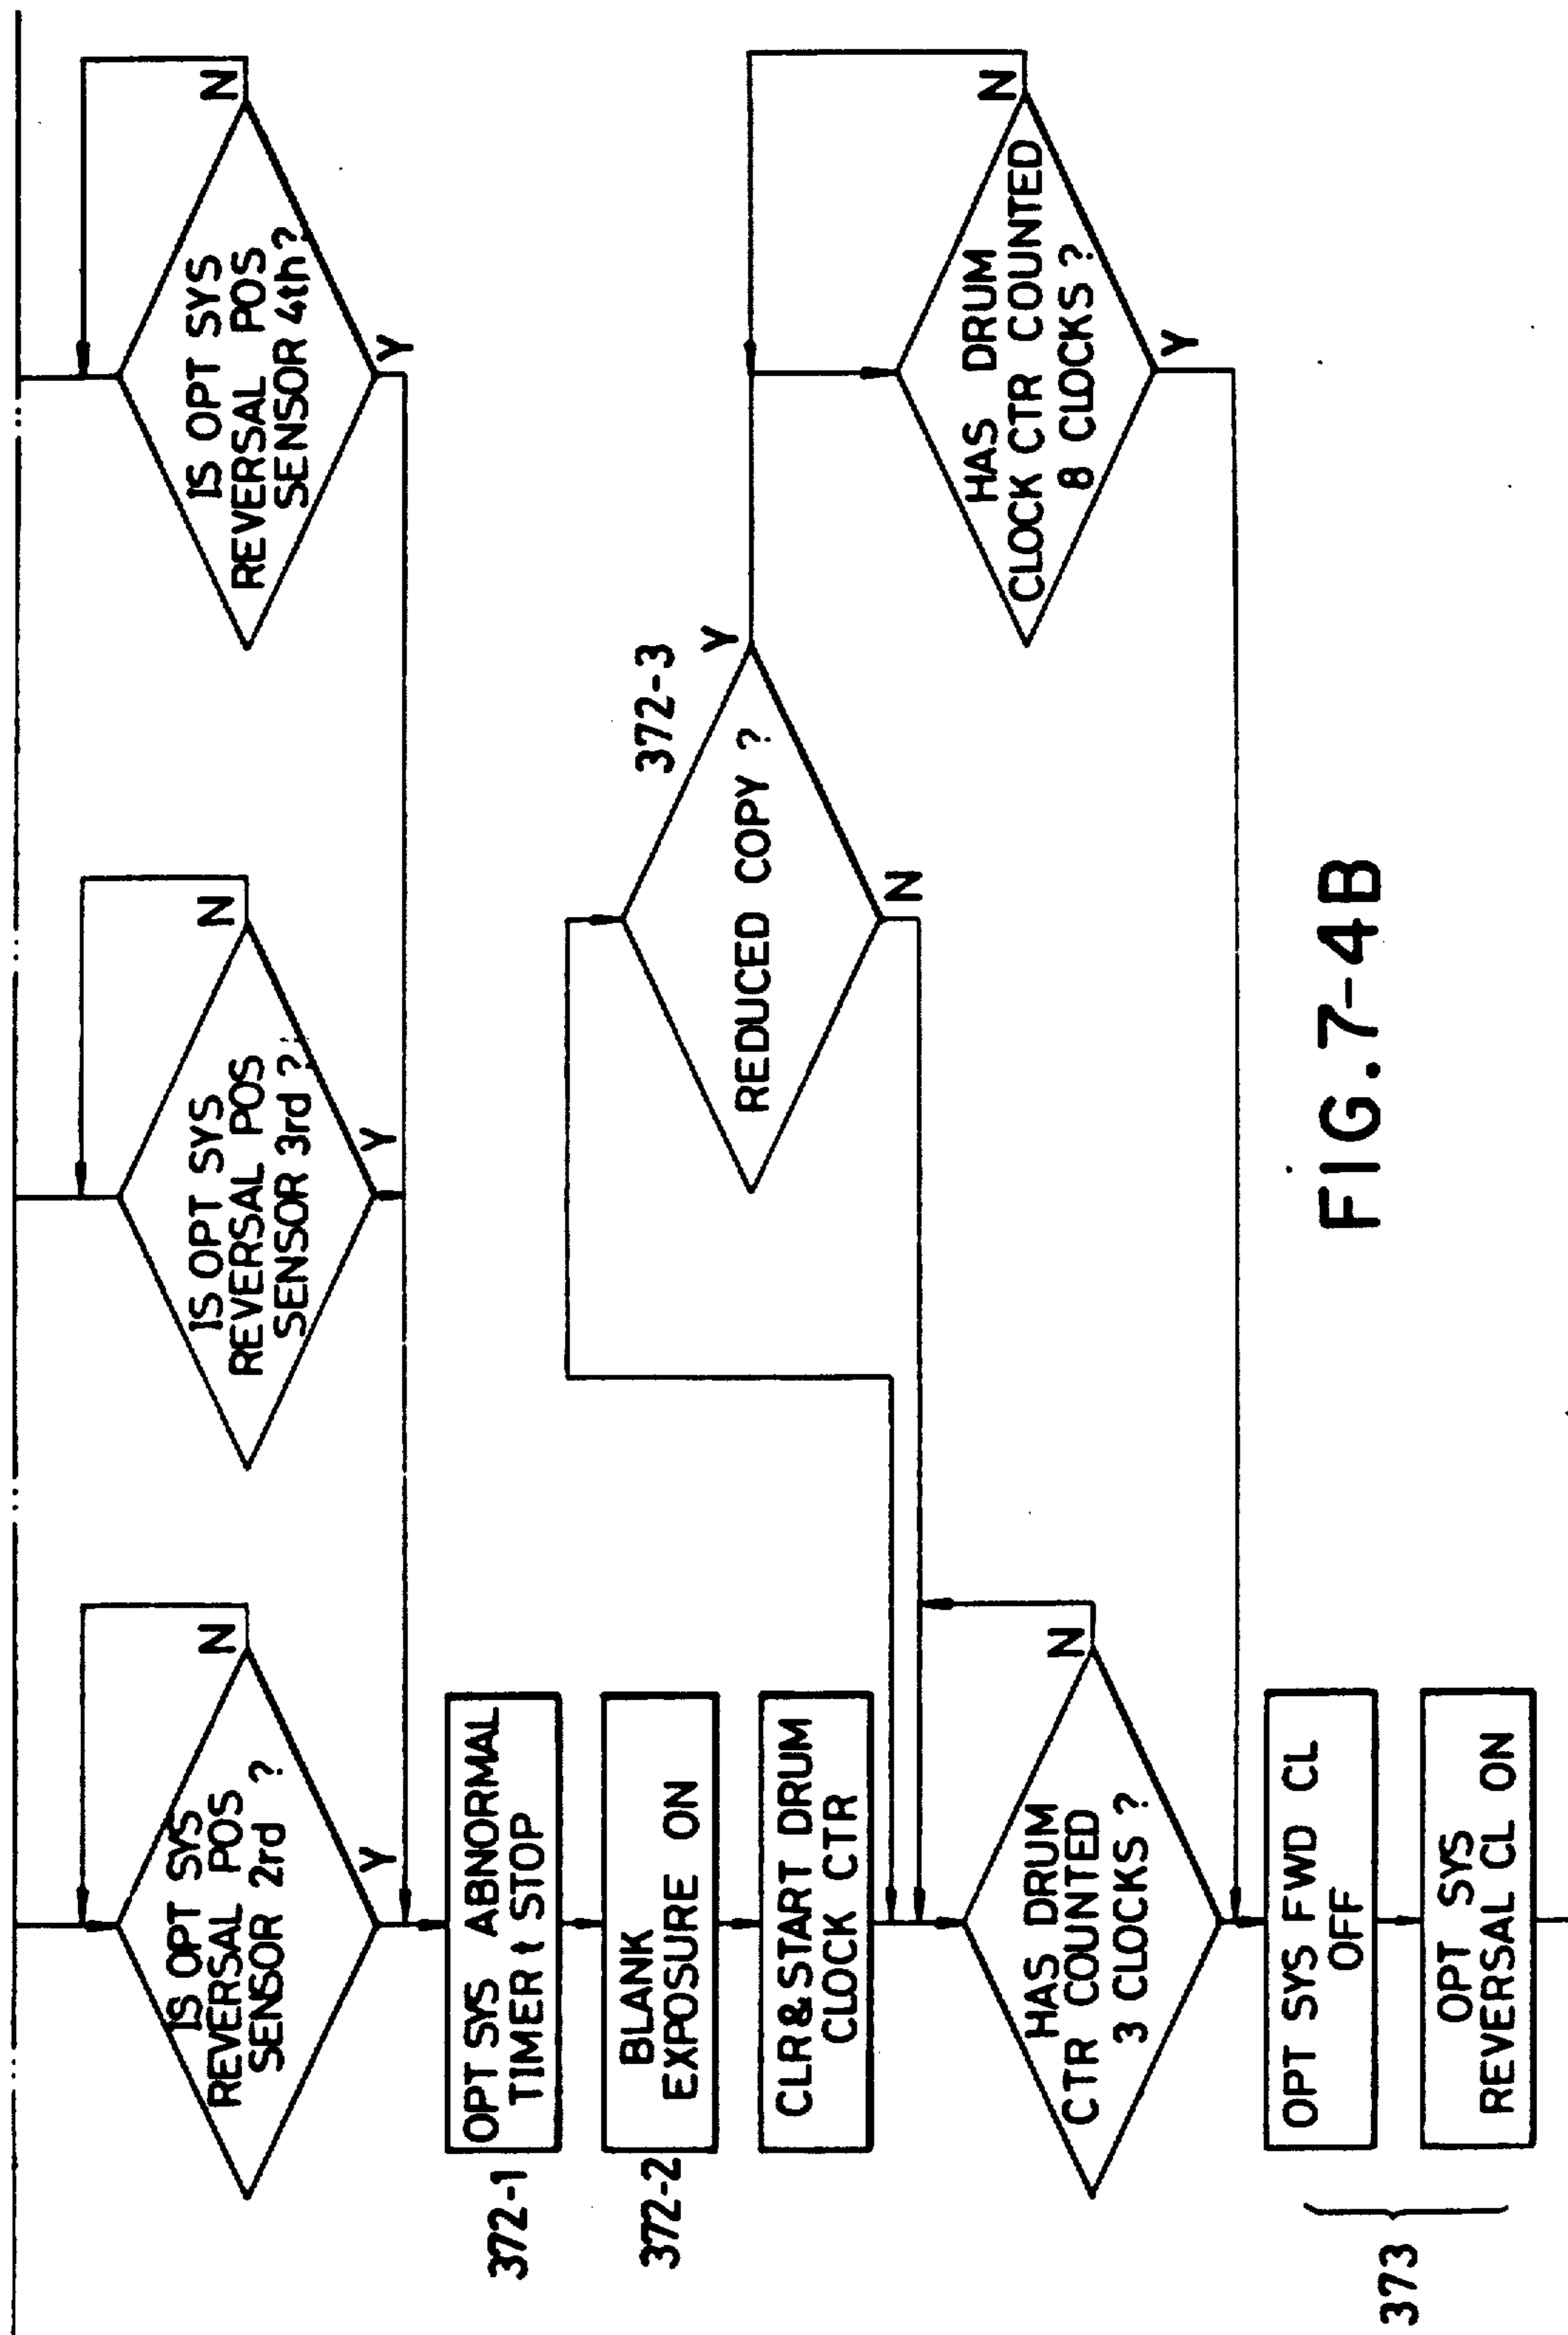 IS OPT SYS
REVERSAL POS
SENSOR 2rd ?
N
Y
IS OPT SYS
REVERSAL POS
SENSOR 3rd ?
N
Y
IS OPT SYS
REVERSAL POS
SENSOR 4th ?
N
Y
372-1
OPT SYS ABNORMAL
TIMER t STOP
372-2
BLANK
EXPOSURE ON
CLR & START DRUM
CLOCK CTR
372-3
REDUCED COPY ?
Y
N
HAS DRUM
CTR COUNTED
3 CLOCKS ?
N
HAS DRUM
CLOCK CTR COUNTED
8 CLOCKS ?
N
Y
373
OPT SYS FWD CL
OFF
OPT SYS
REVERSAL CL ON
FIG. 7-4B